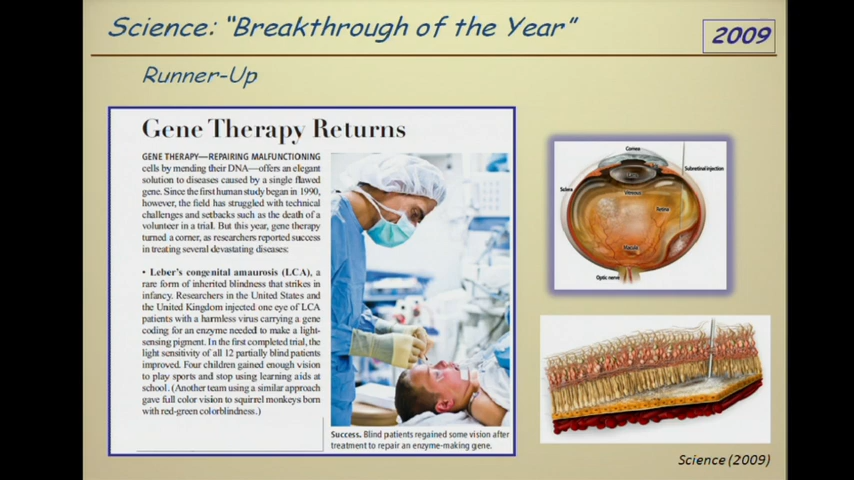 Science: "Breakthrough of the Year"
2009
Runner-Up
Gene Therapy Returns
GENE THERAPY—REPAIRING MALFUNCTIONING
cells by mending their DNA—offers an elegant
solution to diseases caused by a single flawed
gene. Since the first human study began in 1990,
however, the field has struggled with technical
challenges and setbacks such as the death of a
volunteer in a trial. But this year, gene therapy
turned a corner, as researchers reported success
in treating several devastating diseases:
• Leber's congenital amaurosis (LCA), a
rare form of inherited blindness that strikes in
infancy. Researchers in the United States and
the United Kingdom injected one eye of LCA
patients with a harmless virus carrying a gene
coding for an enzyme needed to make a light-
sensing pigment. In the first completed trial, the
light sensitivity of all 12 partially blind patients
improved. Four children gained enough vision
to play sports and stop using learning aids at
school. (Another team using a similar approach
gave full color vision to squirrel monkeys born
with red-green colorblindness.)
Success. Blind patients regained some vision after
treatment to repair an enzyme-making gene.
Cornea
Subretinal injection
Lens
Sclera
Vitreous
Retina
Macula
Optic nerve
Science (2009)